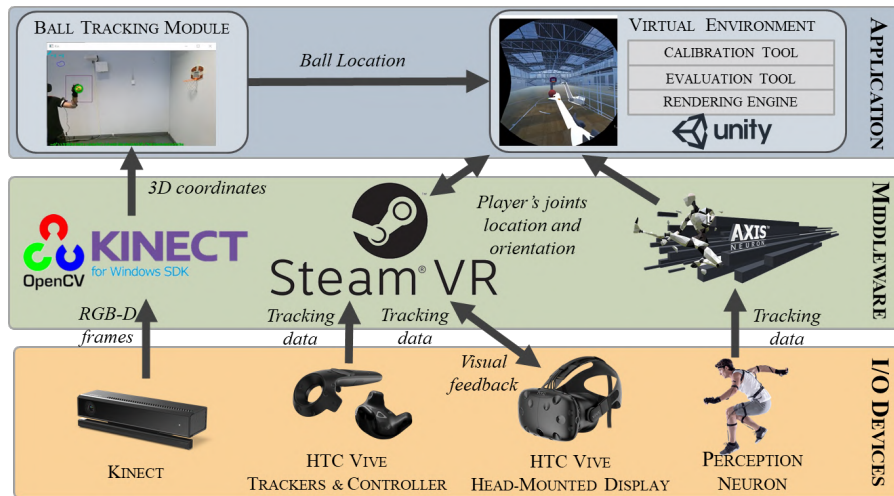 BALL TRACKING MODULE
Ball Location
VIRTUAL ENVIRONMENT
CALIBRATION TOOL
EVALUATION TOOL
RENDERING ENGINE
unity
APPLICATION
3D coordinates
Player's joints
location and
orientation
OpenCV
KINECT
for Windows SDK
Steam® VR
AXIS™
NEURON
MIDDLEWARE
RGB-D
frames
Tracking
data
Tracking
data
Visual
feedback
Tracking
data
KINECT
HTC VIVE
TRACKERS & CONTROLLER
HTC VIVE
HEAD-MOUNTED DISPLAY
PERCEPTION
NEURON
I/O DEVICES